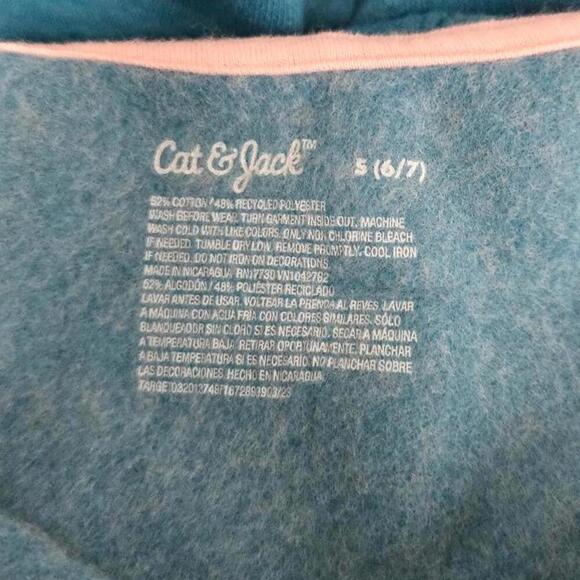 Cat & Jack™ S (6/7)
52% COTTON / 48% RECYCLED POLYESTER
WASH BEFORE WEAR. TURN GARMENT INSIDE OUT. MACHINE
WASH COLD WITH LIKE COLORS. ONLY NON CHLORINE BLEACH
IF NEEDED. TUMBLE DRY LOW. REMOVE PROMPTLY. COOL IRON
IF NEEDED. DO NOT IRON ON DECORATIONS.
MADE IN NICARAGUA RN17730 VN1042792
52% ALGODÓN / 48% POLIÉSTER RECICLADO
LAVAR ANTES DE USAR. VOLTEAR LA PRENDA AL REVÉS. LAVAR
A MÁQUINA CON AGUA FRÍA CON COLORES SIMILARES. SÓLO
BLANQUEADOR SIN CLORO SI ES NECESARIO. SECAR A MÁQUINA
A TEMPERATURA BAJA. RETIRAR OPORTUNAMENTE. PLANCHAR
A BAJA TEMPERATURA SI ES NECESARIO. NO PLANCHAR SOBRE
LAS DECORACIONES. HECHO EN NICARAGUA.
TARGET